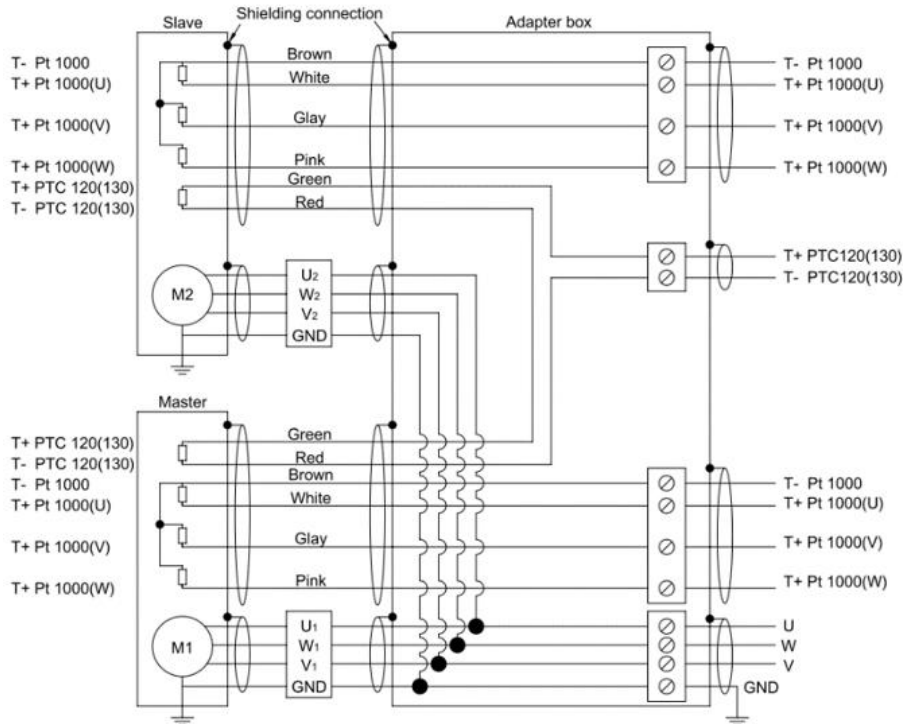 Shielding connection
Slave
Adapter box
T- Pt 1000
Brown
T- Pt 1000
T+ Pt 1000(U)
White
T+ Pt 1000(U)
T+ Pt 1000(V)
Glay
T+ Pt 1000(V)
T+ Pt 1000(W)
Pink
T+ Pt 1000(W)
T+ PTC 120(130)
Green
T- PTC 120(130)
Red
T+ PTC120(130)
T- PTC120(130)
M2
U2
W2
V2
GND
Master
T+ PTC 120(130)
Green
T- PTC 120(130)
Red
T- Pt 1000
Brown
T- Pt 1000
T+ Pt 1000(U)
White
T+ Pt 1000(U)
T+ Pt 1000(V)
Glay
T+ Pt 1000(V)
T+ Pt 1000(W)
Pink
T+ Pt 1000(W)
M1
U1
U
W1
W
V1
V
GND
GND